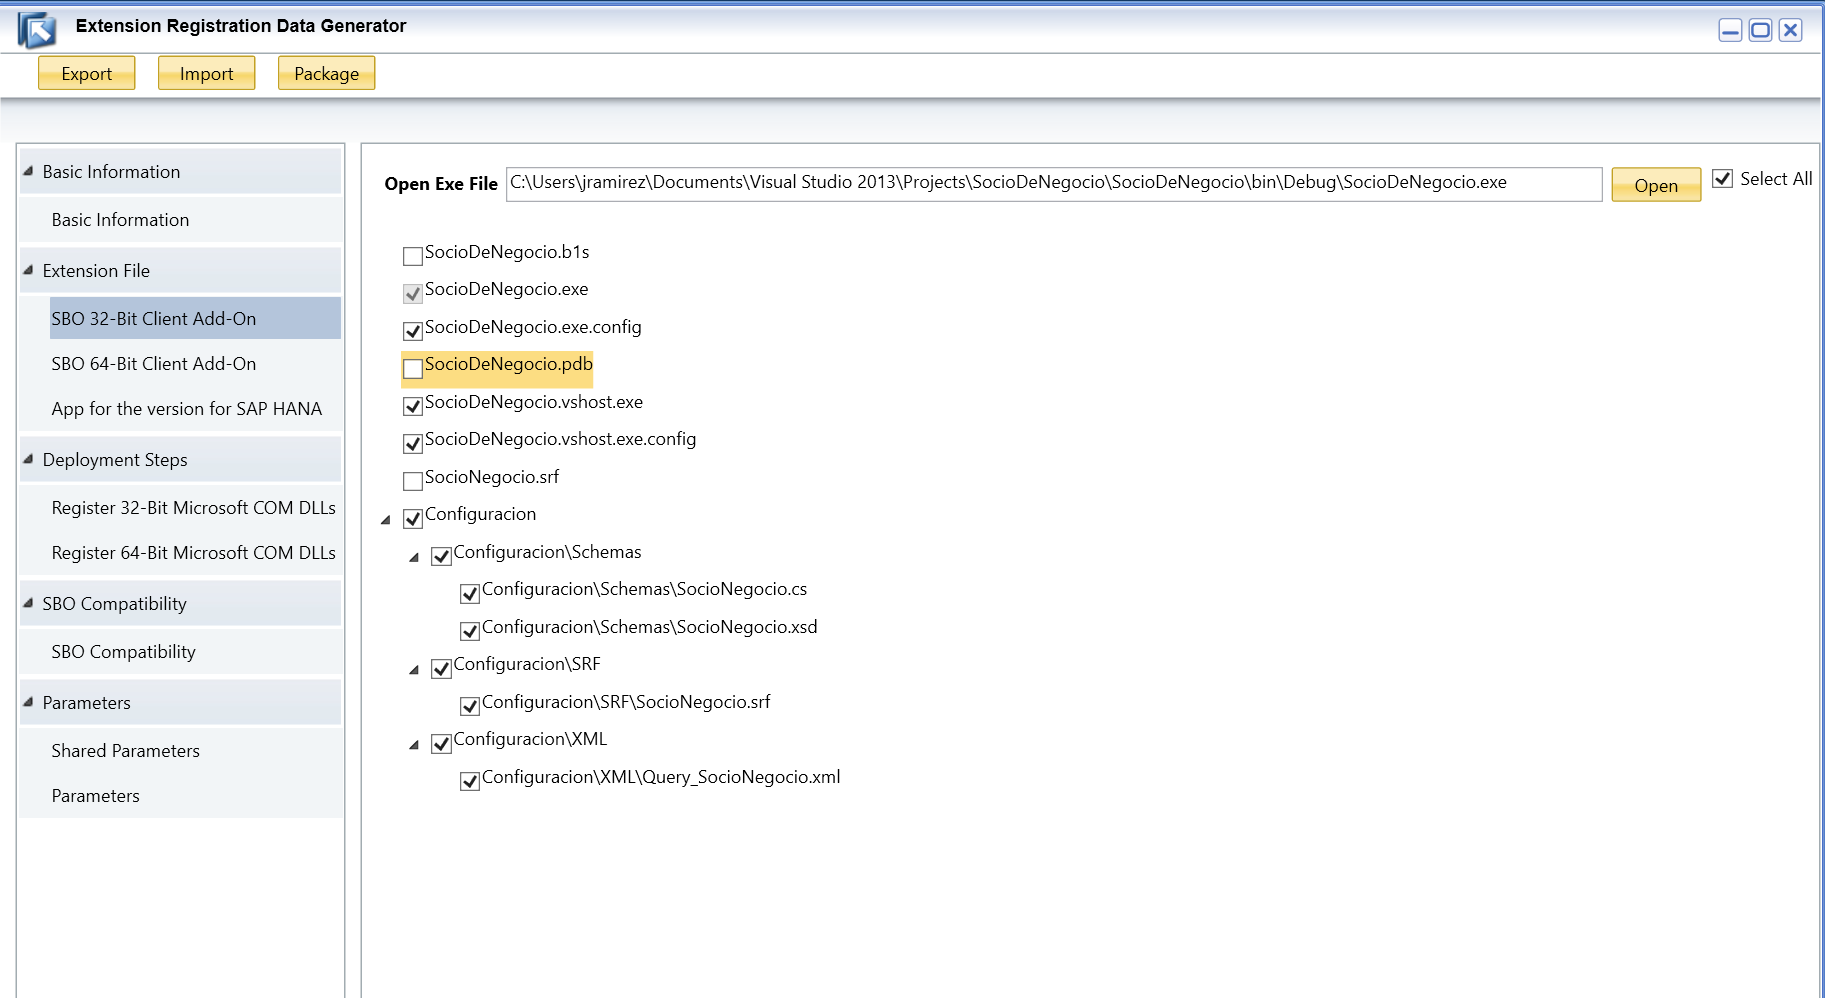 Extension Registration Data Generator
Export Import Package
Basic Information
Basic Information
Extension File
SBO 32-Bit Client Add-On
SBO 64-Bit Client Add-On
App for the version for SAP HANA
Deployment Steps
Register 32-Bit Microsoft COM DLLs
Register 64-Bit Microsoft COM DLLs
SBO Compatibility
SBO Compatibility
Parameters
Shared Parameters
Parameters
Open Exe File C:\Users\jramirez\Documents\Visual Studio 2013\Projects\SocioDeNegocio\SocioDeNegocio\bin\Debug\SocioDeNegocio.exe Open Select All
SocioDeNegocio.b1s
SocioDeNegocio.exe
SocioDeNegocio.exe.config
SocioDeNegocio.pdb
SocioDeNegocio.vshost.exe
SocioDeNegocio.vshost.exe.config
SocioNegocio.srf
Configuracion
Configuracion\Schemas
Configuracion\Schemas\SocioNegocio.cs
Configuracion\Schemas\SocioNegocio.xsd
Configuracion\SRF
Configuracion\SRF\SocioNegocio.srf
Configuracion\XML
Configuracion\XML\Query_SocioNegocio.xml